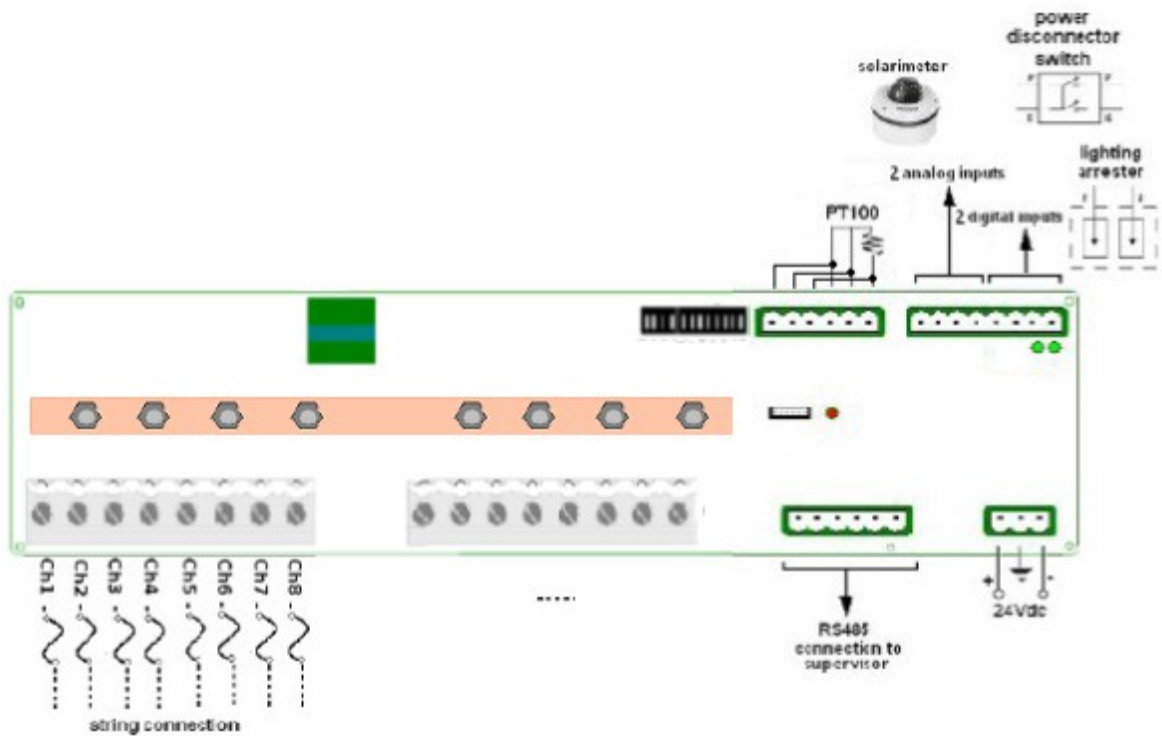 power
disconnector
switch
solarimeter
lighting
arrester
2 analog inputs
PT100
2 digital inputs
Ch1
Ch2
Ch3
Ch4
Ch5
Ch6
Ch7
Ch8
+
-
24Vdc
RS485
connection to
supervisor
string connection